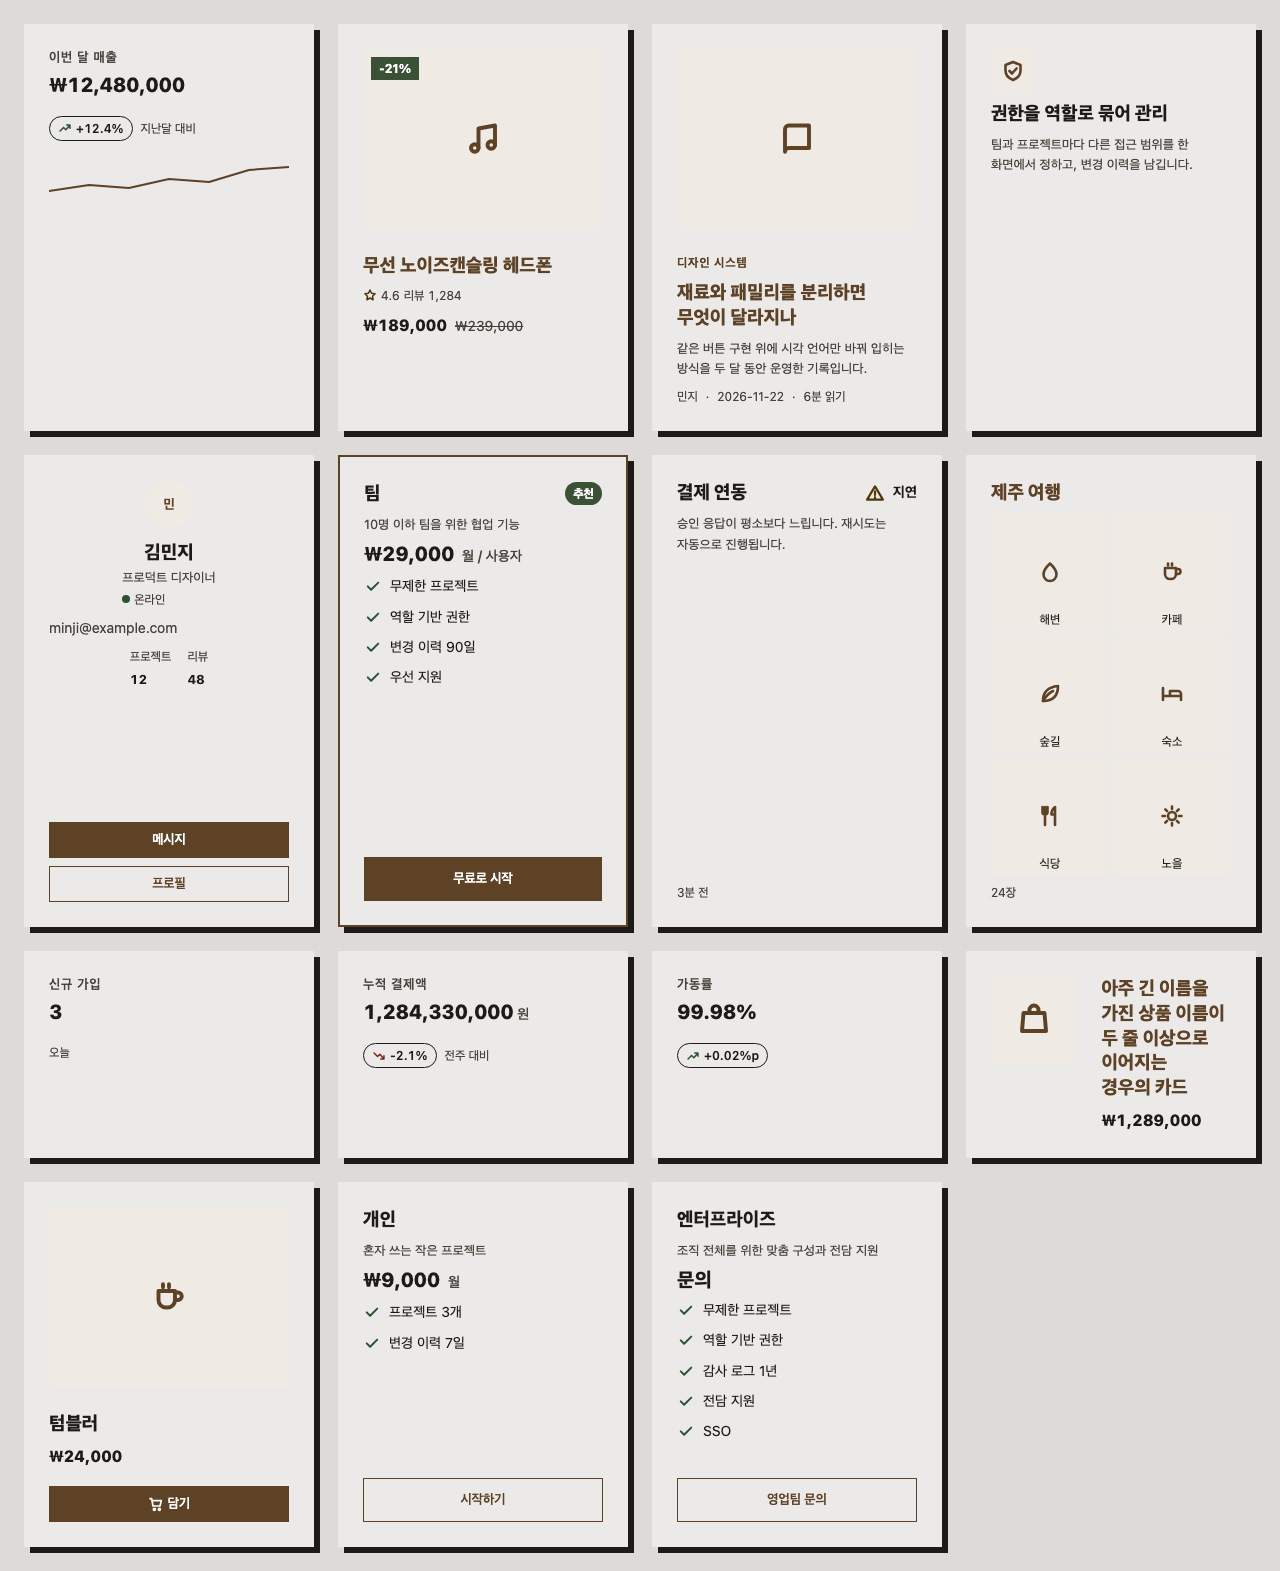 이번 달 매출
₩12,480,000
+12.4% 지난달 대비
-21%
무선 노이즈캔슬링 헤드폰
4.6 리뷰 1,284
₩189,000 ₩239,000
디자인 시스템
재료와 패밀리를 분리하면
무엇이 달라지나
같은 버튼 구현 위에 시각 언어만 바꿔 입히는
방식을 두 달 동안 운영한 기록입니다.
민지 · 2026-11-22 · 6분 읽기
권한을 역할로 묶어 관리
팀과 프로젝트마다 다른 접근 범위를 한
화면에서 정하고, 변경 이력을 남깁니다.
민
김민지
프로덕트 디자이너
온라인
minji@example.com
프로젝트 리뷰
12 48
메시지
프로필
팀 추천
10명 이하 팀을 위한 협업 기능
₩29,000 월 / 사용자
무제한 프로젝트
역할 기반 권한
변경 이력 90일
우선 지원
무료로 시작
결제 연동 지연
승인 응답이 평소보다 느립니다. 재시도는
자동으로 진행됩니다.
3분 전
제주 여행
해변 카페
숲길 숙소
식당 노을
24장
신규 가입
3
오늘
누적 결제액
1,284,330,000 원
-2.1% 전주 대비
가동률
99.98%
+0.02%p
아주 긴 이름을
가진 상품 이름이
두 줄 이상으로
이어지는
경우의 카드
₩1,289,000
텀블러
₩24,000
담기
개인
혼자 쓰는 작은 프로젝트
₩9,000 월
프로젝트 3개
변경 이력 7일
시작하기
엔터프라이즈
조직 전체를 위한 맞춤 구성과 전담 지원
문의
무제한 프로젝트
역할 기반 권한
감사 로그 1년
전담 지원
SSO
영업팀 문의